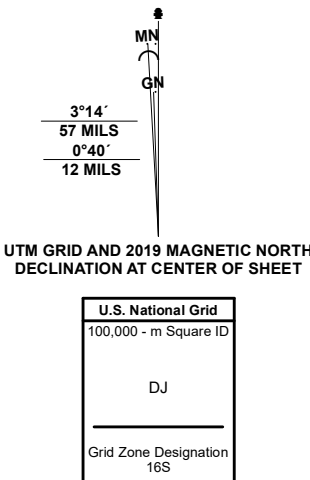 MN
GN
3°14´
57 MILS
0°40´
12 MILS
UTM GRID AND 2019 MAGNETIC NORTH
DECLINATION AT CENTER OF SHEET
U.S. National Grid
100,000 - m Square ID
DJ
Grid Zone Designation
16S